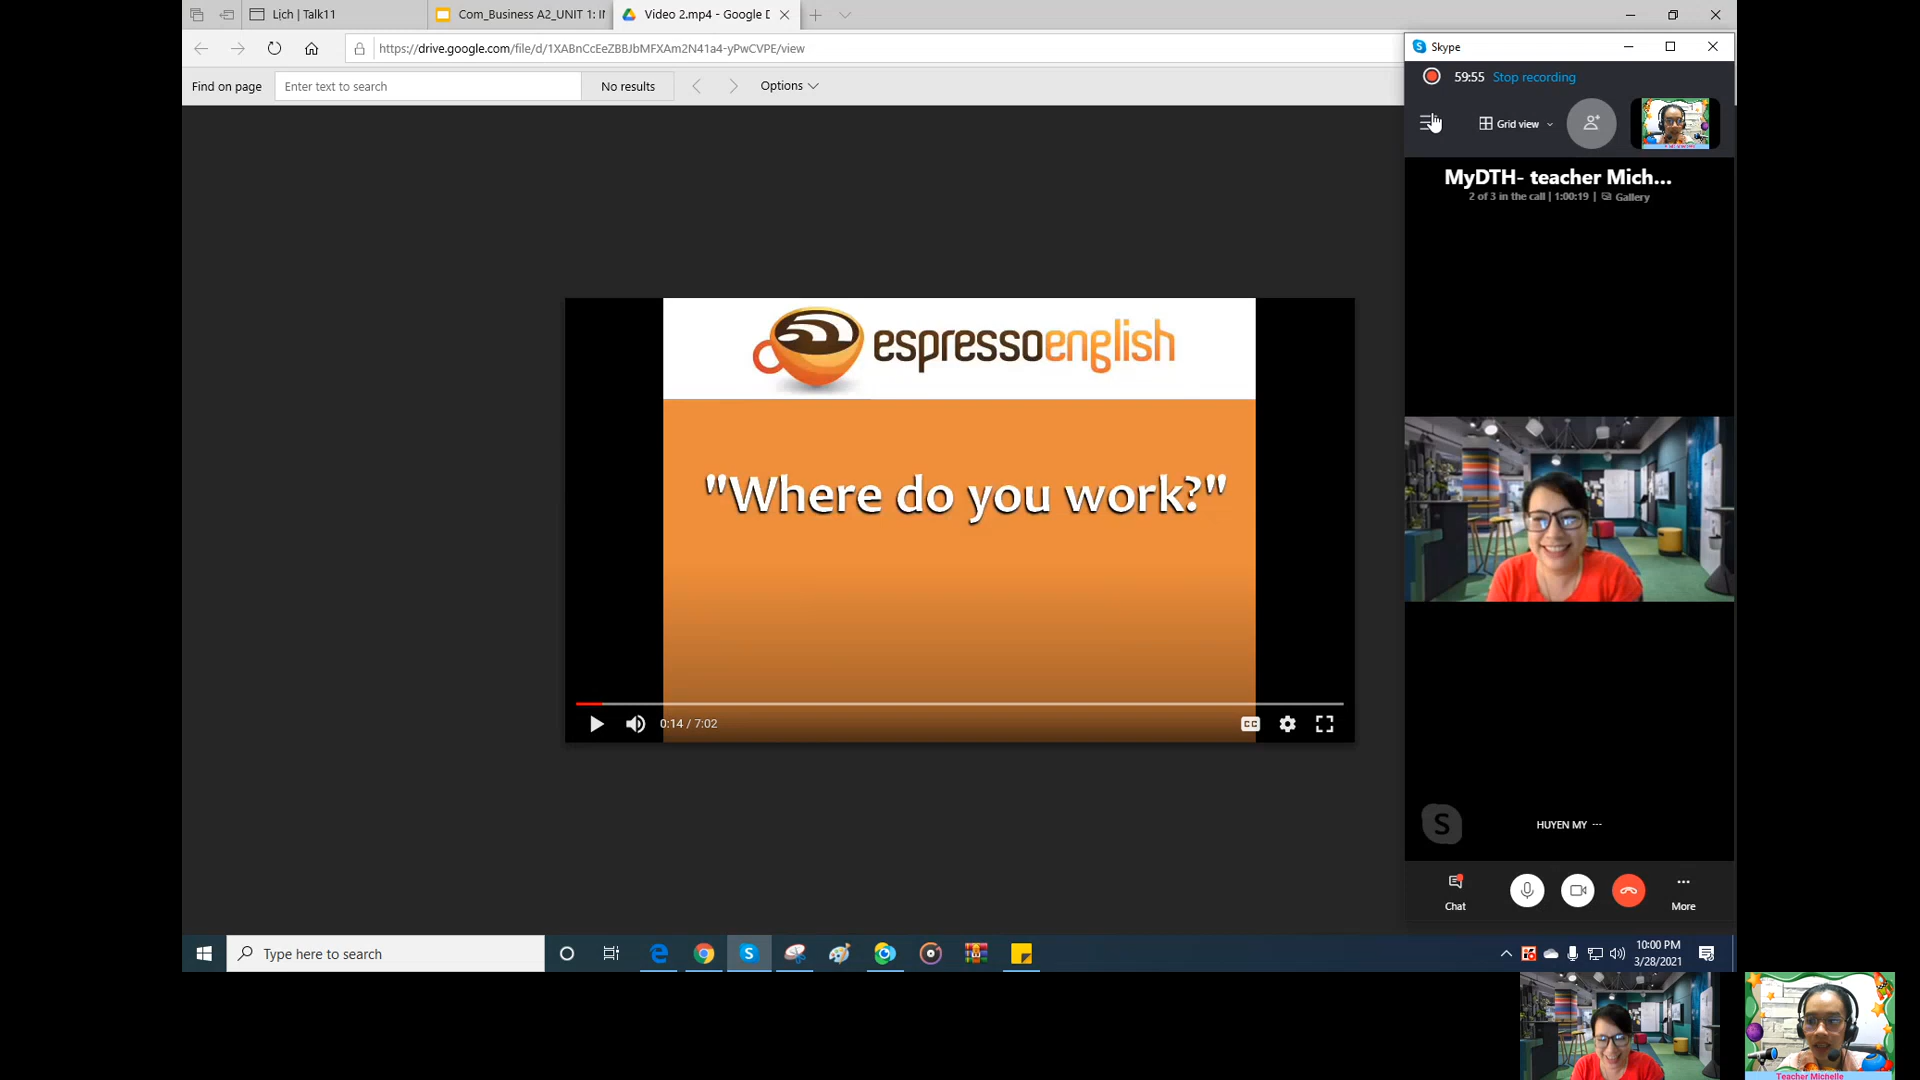 Lịch | Talk11
Com_Business A2_UNIT 1: I
Video 2.mp4 - Google D
https://drive.google.com/file/d/1XABnCcEeZBBJbMFXAm2N41a4-yPwCVPE/view
Find on page
Enter text to search
No results
Options
Skype
59:55 Stop recording
Grid view
MyDTH- teacher Mich...
2 of 3 in the call | 1:00:19 | Gallery
espressoenglish
"Where do you work?"
0:14 / 7:02
CC
HUYEN MY
Chat
More
Type here to search
10:00 PM
3/28/2021
Teacher Michelle